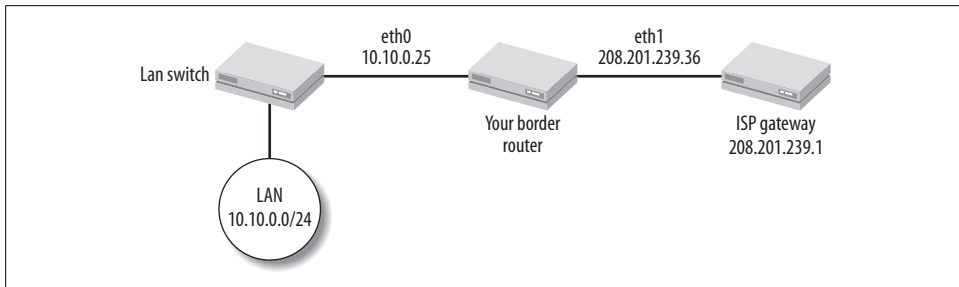 eth0
10.10.0.25
eth1
208.201.239.36
Lan switch
Your border
router
ISP gateway
208.201.239.1
LAN
10.10.0.0/24